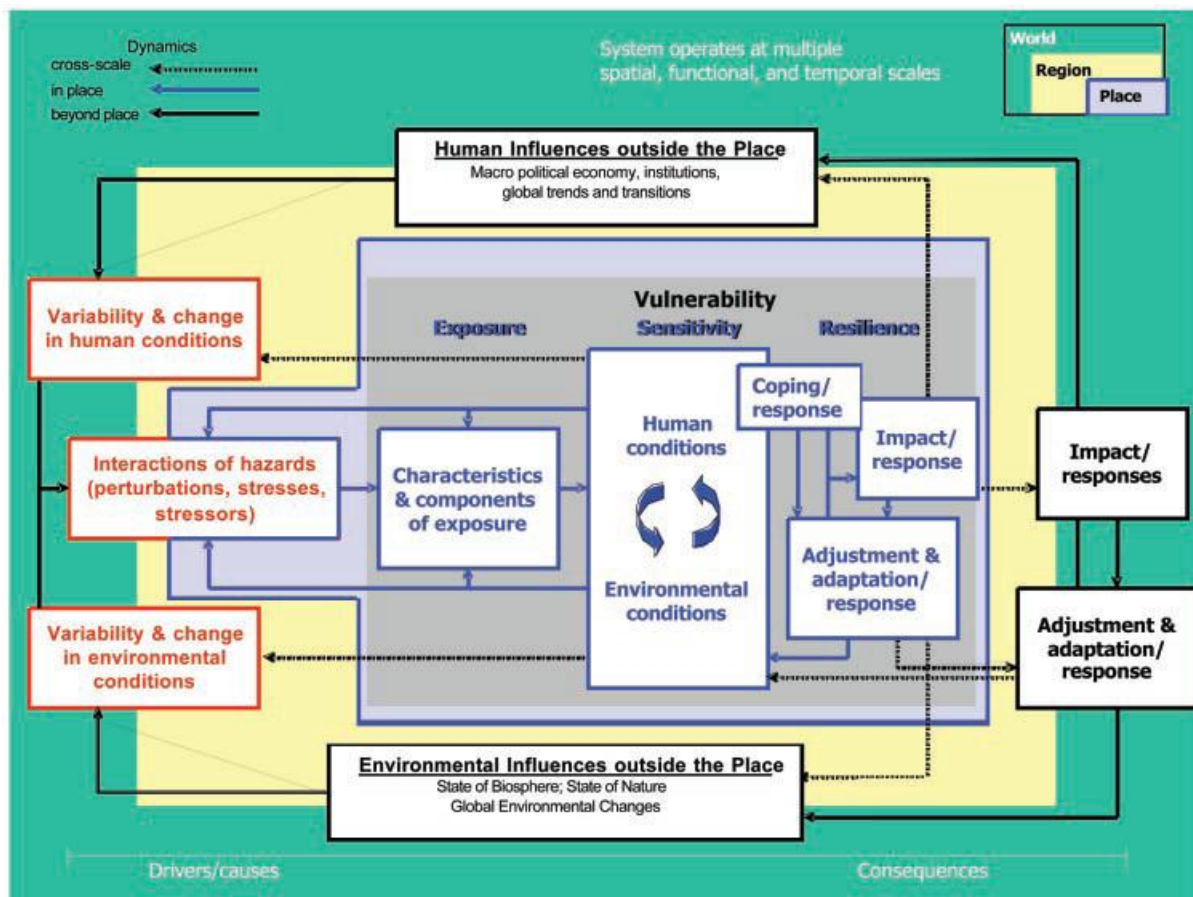 Dynamics
cross-scale
in place
beyond place
System operates at multiple
spatial, functional, and temporal scales
World
Region
Place
Human Influences outside the Place
Macro political economy, institutions,
global trends and transitions
Variability & change
in human conditions
Vulnerability
Exposure
Sensitivity
Resilience
Coping/
response
Human
conditions
Impact/
response
Impact/
responses
Interactions of hazards
(perturbations, stresses,
stressors)
Characteristics
& components
of exposure
Adjustment &
adaptation/
response
Environmental
conditions
Variability & change
in environmental
conditions
Adjustment &
adaptation/
response
Environmental Influences outside the Place
State of Biosphere; State of Nature
Global Environmental Changes
Drivers/causes
Consequences